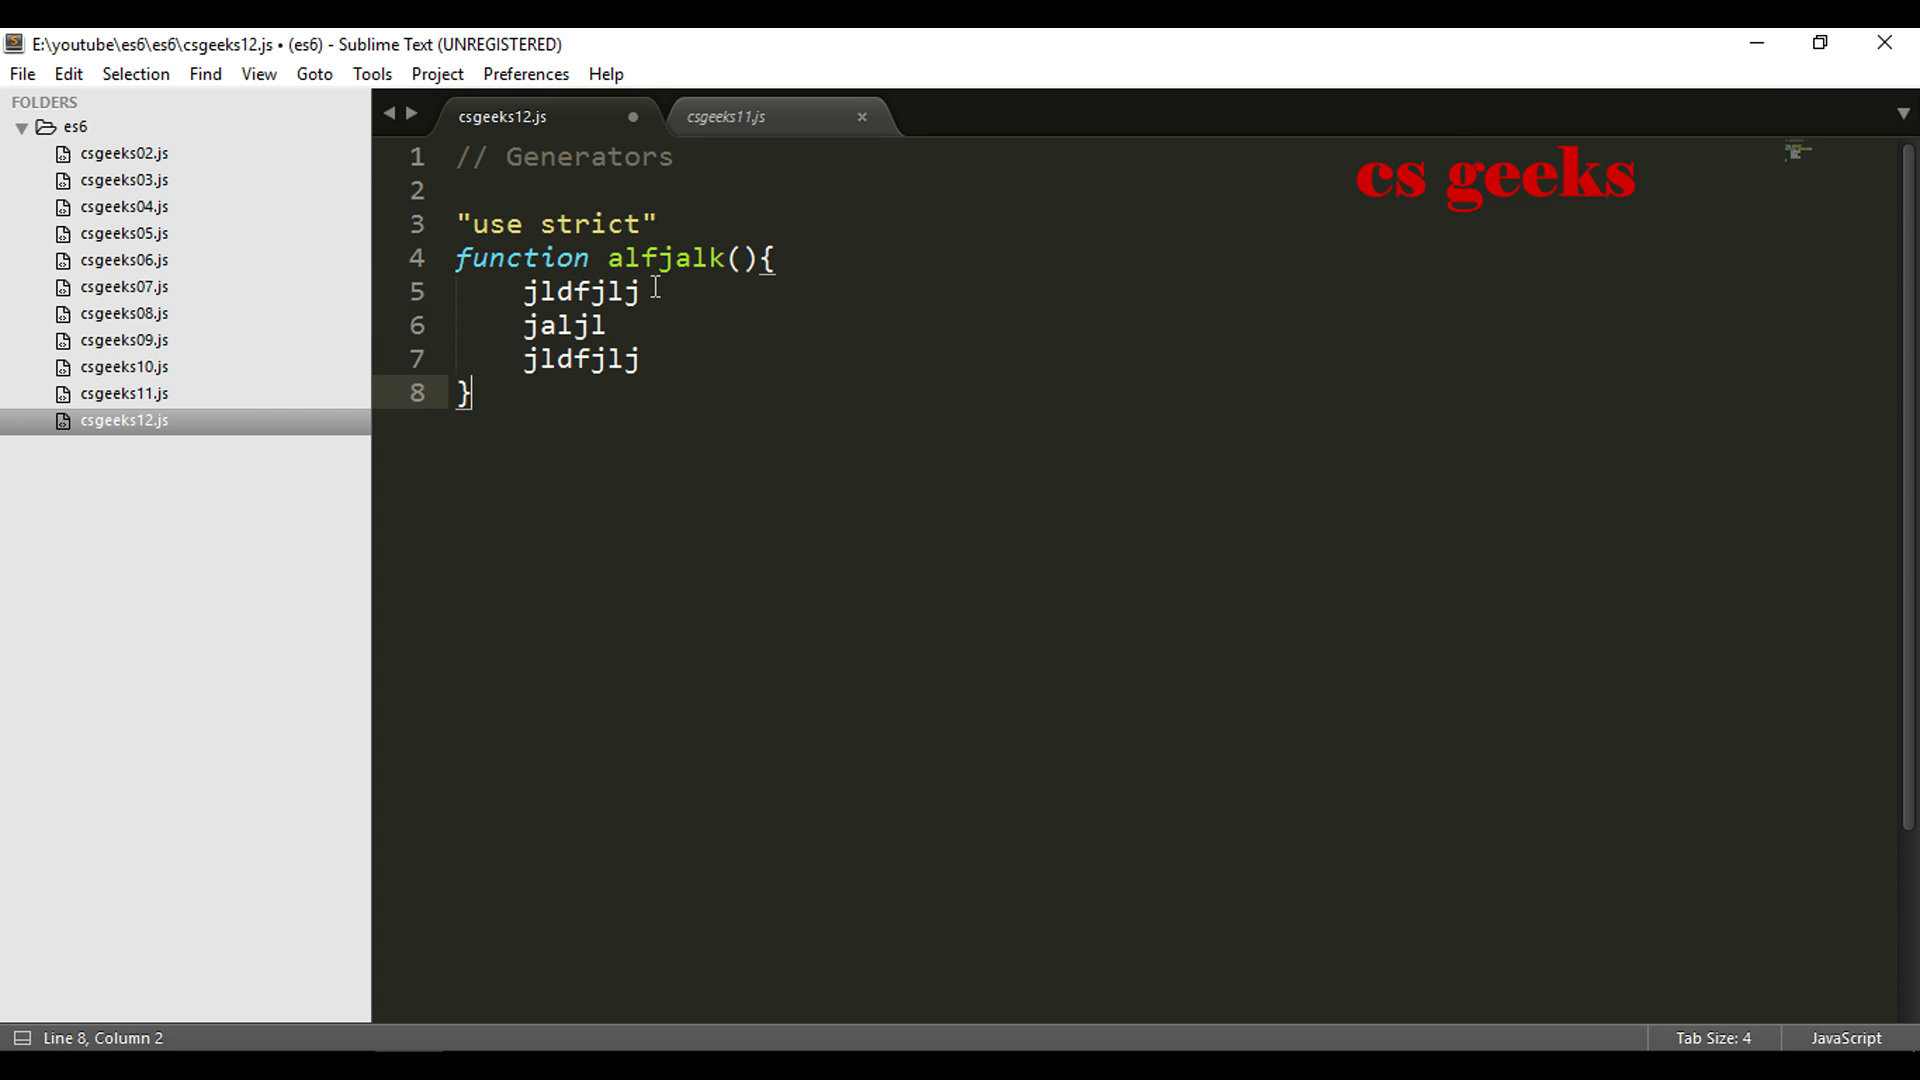 E:\youtube\es6\es6\csgeeks12.js • (es6) - Sublime Text (UNREGISTERED)
File Edit Selection Find View Goto Tools Project Preferences Help
FOLDERS
es6
csgeeks02.js
csgeeks03.js
csgeeks04.js
csgeeks05.js
csgeeks06.js
csgeeks07.js
csgeeks08.js
csgeeks09.js
csgeeks10.js
csgeeks11.js
csgeeks12.js
csgeeks12.js csgeeks11.js
1 // Generators
2
3 "use strict"
4 function alfjalk(){
5 jldfjlj
6 jaljl
7 jldfjlj
8 }
cs geeks
Line 8, Column 2 Tab Size: 4 JavaScript